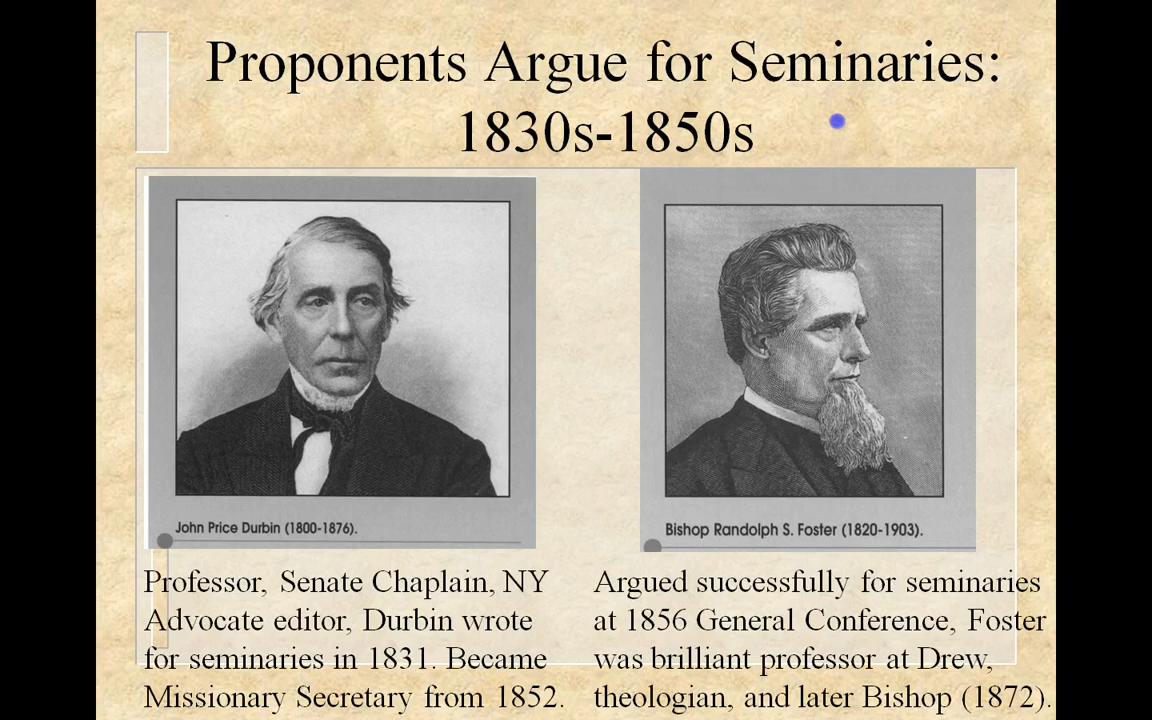 Proponents Argue for Seminaries:
1830s-1850s
John Price Durbin (1800-1876).
Professor, Senate Chaplain, NY
Advocate editor, Durbin wrote
for seminaries in 1831. Became
Missionary Secretary from 1852.
Bishop Randolph S. Foster (1820-1903).
Argued successfully for seminaries
at 1856 General Conference, Foster
was brilliant professor at Drew,
theologian, and later Bishop (1872).